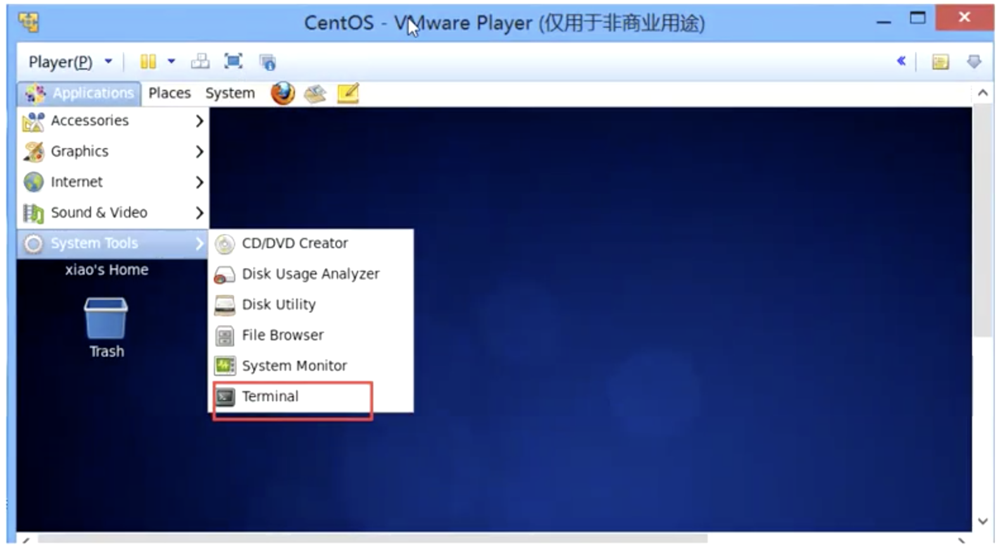 CentOS - VMware Player (仅用于非商业用途)
Player(P)
Applications Places System
Accessories
Graphics
Internet
Sound & Video
System Tools
CD/DVD Creator
xiao's Home
Disk Usage Analyzer
Disk Utility
File Browser
Trash
System Monitor
Terminal